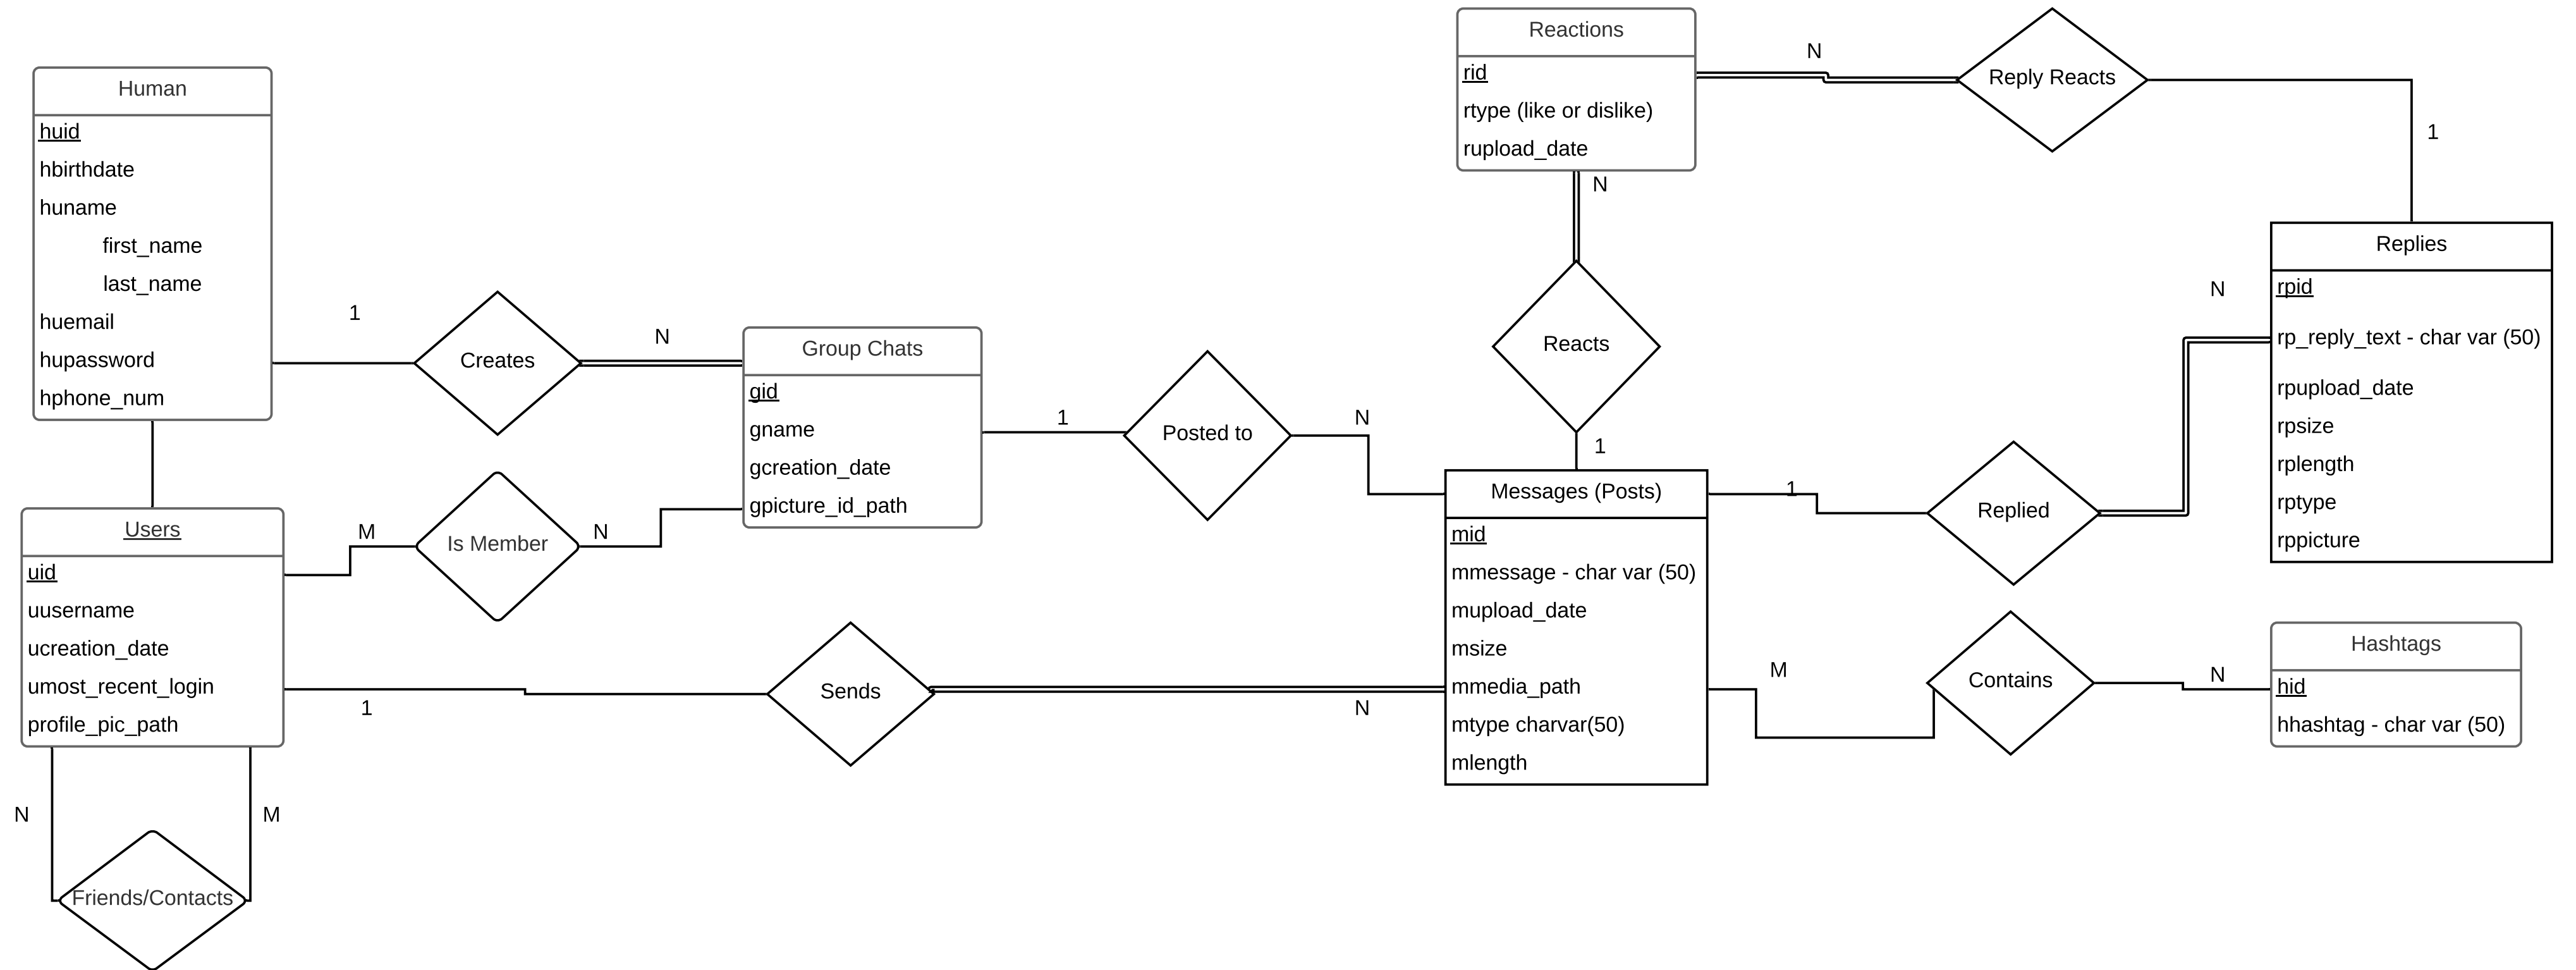 Human
huid
hbirthdate
huname
first_name
last_name
huemail
hupassword
hphone_num
1
Creates
N
Group Chats
gid
gname
gcreation_date
gpicture_id_path
Users
uid
uusername
ucreation_date
umost_recent_login
profile_pic_path
M
Is Member
N
N
M
Friends/Contacts
1
Sends
N
1
Posted to
N
Reactions
rid
rtype (like or dislike)
rupload_date
N
Reply Reacts
1
N
Reacts
1
Messages (Posts)
mid
mmessage - char var (50)
mupload_date
msize
mmedia_path
mtype charvar(50)
mlength
1
Replied
N
Replies
rpid
rp_reply_text - char var (50)
rpupload_date
rpsize
rplength
rptype
rppicture
M
Contains
N
Hashtags
hid
hhashtag - char var (50)